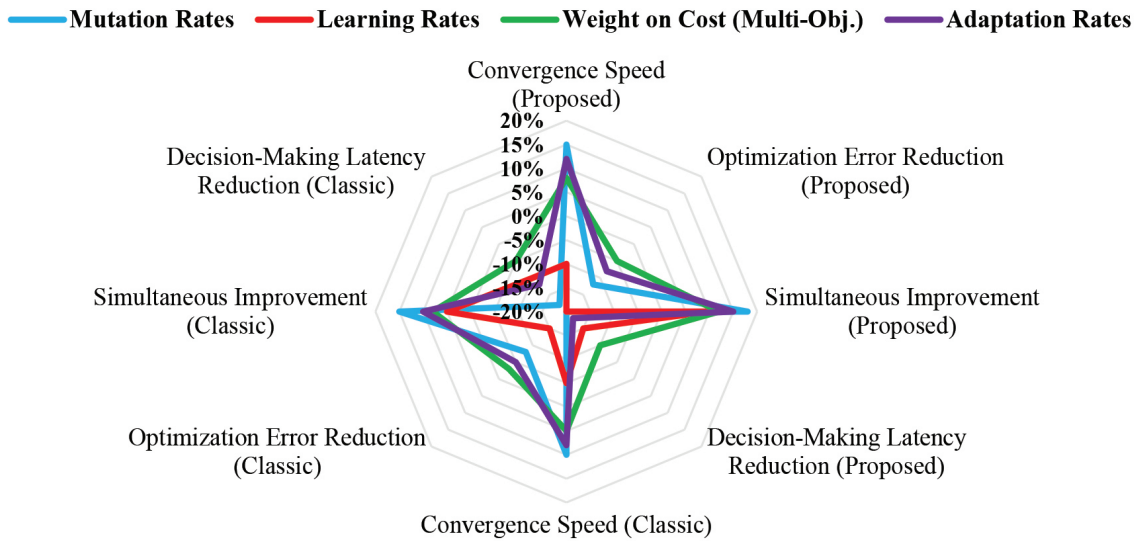 Mutation Rates
Learning Rates
Weight on Cost (Multi-Obj.)
Adaptation Rates
Convergence Speed
(Proposed)
20%
15%
10%
5%
0%
-5%
-10%
-15%
-20%
Optimization Error Reduction
(Proposed)
Simultaneous Improvement
(Proposed)
Decision-Making Latency
Reduction (Proposed)
Convergence Speed (Classic)
Optimization Error Reduction
(Classic)
Simultaneous Improvement
(Classic)
Decision-Making Latency
Reduction (Classic)